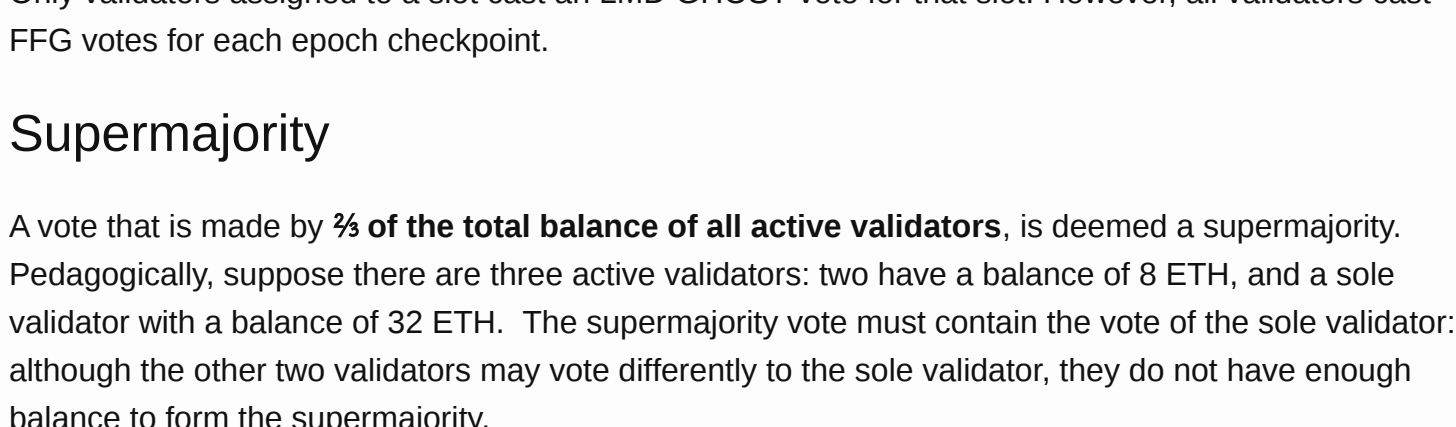 Only validators assigned to a slot cast an LMD GHOST vote for that slot. However, all validators cast
FFG votes for each epoch checkpoint.
Supermajority
A vote that is made by ⅔ of the total balance of all active validators, is deemed a supermajority.
Pedagogically, suppose there are three active validators: two have a balance of 8 ETH, and a sole
validator with a balance of 32 ETH.  The supermajority vote must contain the vote of the sole validator:
although the other two validators may vote differently to the sole validator, they do not have enough
balance to form the supermajority.